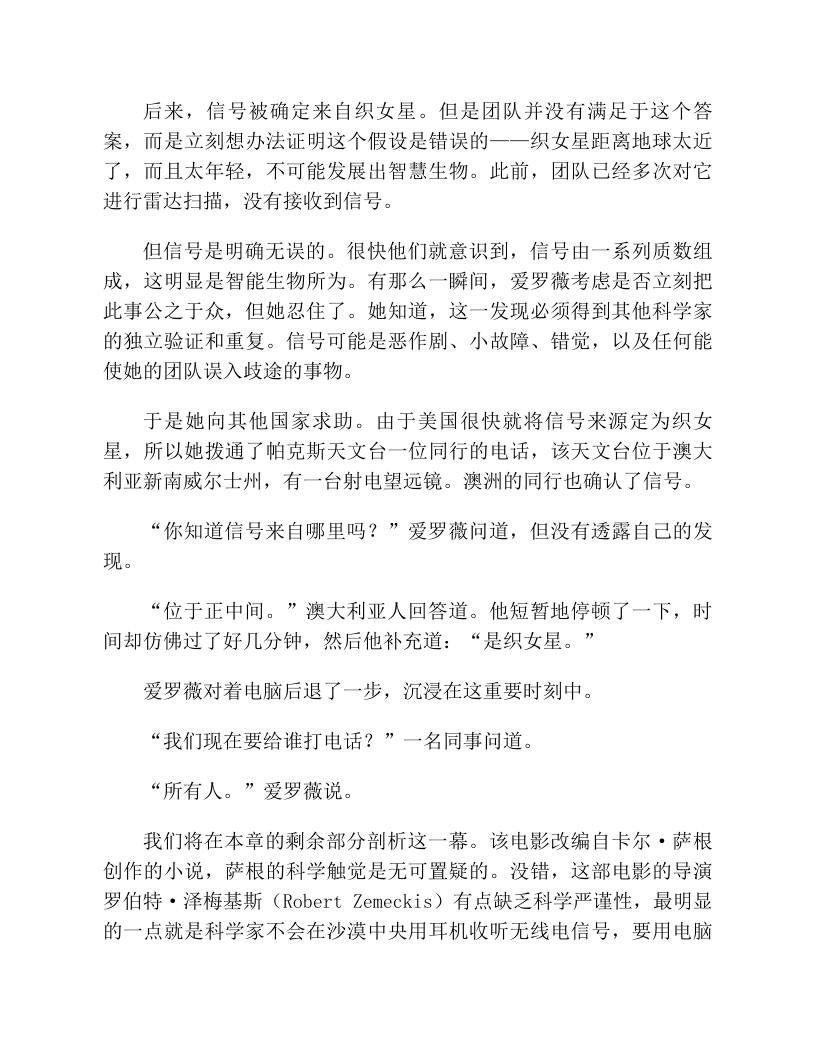 后来，信号被确定来自织女星。但是团队并没有满足于这个答
案，而是立刻想办法证明这个假设是错误的——织女星距离地球太近
了，而且太年轻，不可能发展出智慧生物。此前，团队已经多次对它
进行雷达扫描，没有接收到信号。
但信号是明确无误的。很快他们就意识到，信号由一系列质数组
成，这明显是智能生物所为。有那么一瞬间，爱罗薇考虑是否立刻把
此事公之于众，但她忍住了。她知道，这一发现必须得到其他科学家
的独立验证和重复。信号可能是恶作剧、小故障、错觉，以及任何能
使她的团队误入歧途的事物。
于是她向其他国家求助。由于美国很快就将信号来源定为织女
星，所以她拨通了帕克斯天文台一位同行的电话，该天文台位于澳大
利亚新南威尔士州，有一台射电望远镜。澳洲的同行也确认了信号。
“你知道信号来自哪里吗？”爱罗薇问道，但没有透露自己的发
现。
“位于正中间。”澳大利亚人回答道。他短暂地停顿了一下，时
间却仿佛过了好几分钟，然后他补充道：“是织女星。”
爱罗薇对着电脑后退了一步，沉浸在这重要时刻中。
“我们现在要给谁打电话？”一名同事问道。
“所有人。”爱罗薇说。
我们将在本章的剩余部分剖析这一幕。该电影改编自卡尔·萨根
创作的小说，萨根的科学触觉是无可置疑的。没错，这部电影的导演
罗伯特·泽梅基斯（Robert Zemeckis）有点缺乏科学严谨性，最明显
的一点就是科学家不会在沙漠中央用耳机收听无线电信号，要用电脑